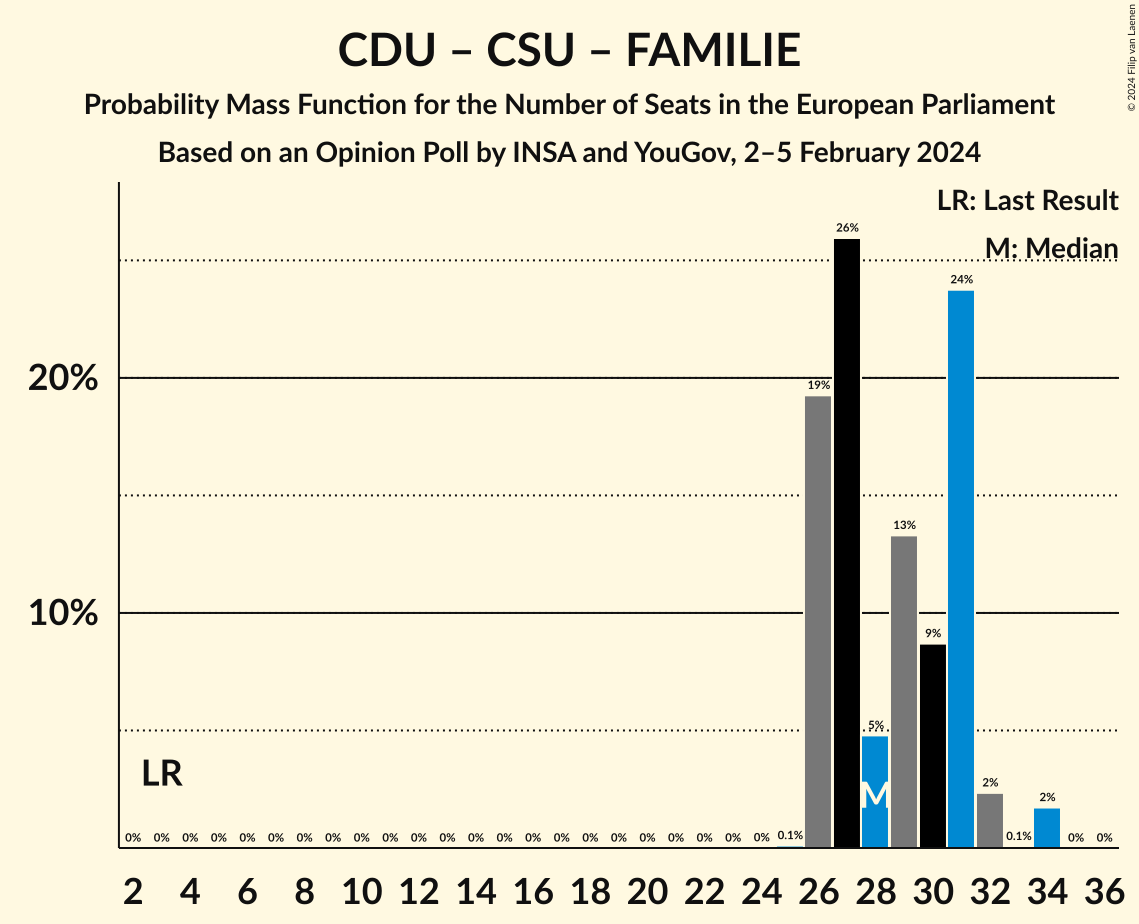 CDU – CSU – FAMILIE
Probability Mass Function for the Number of Seats in the European Parliament
Based on an Opinion Poll by INSA and YouGov, 2–5 February 2024
© 2024 Filip van Laenen
LR: Last Result
M: Median
26%
24%
20%
19%
13%
10%
9%
5%
LR
M
2%
2%
0% 0% 0% 0% 0% 0% 0% 0% 0% 0% 0% 0% 0% 0% 0% 0% 0% 0% 0% 0% 0% 0% 0% 0.1% 0.1% 0% 0%
2 4 6 8 10 12 14 16 18 20 22 24 26 28 30 32 34 36